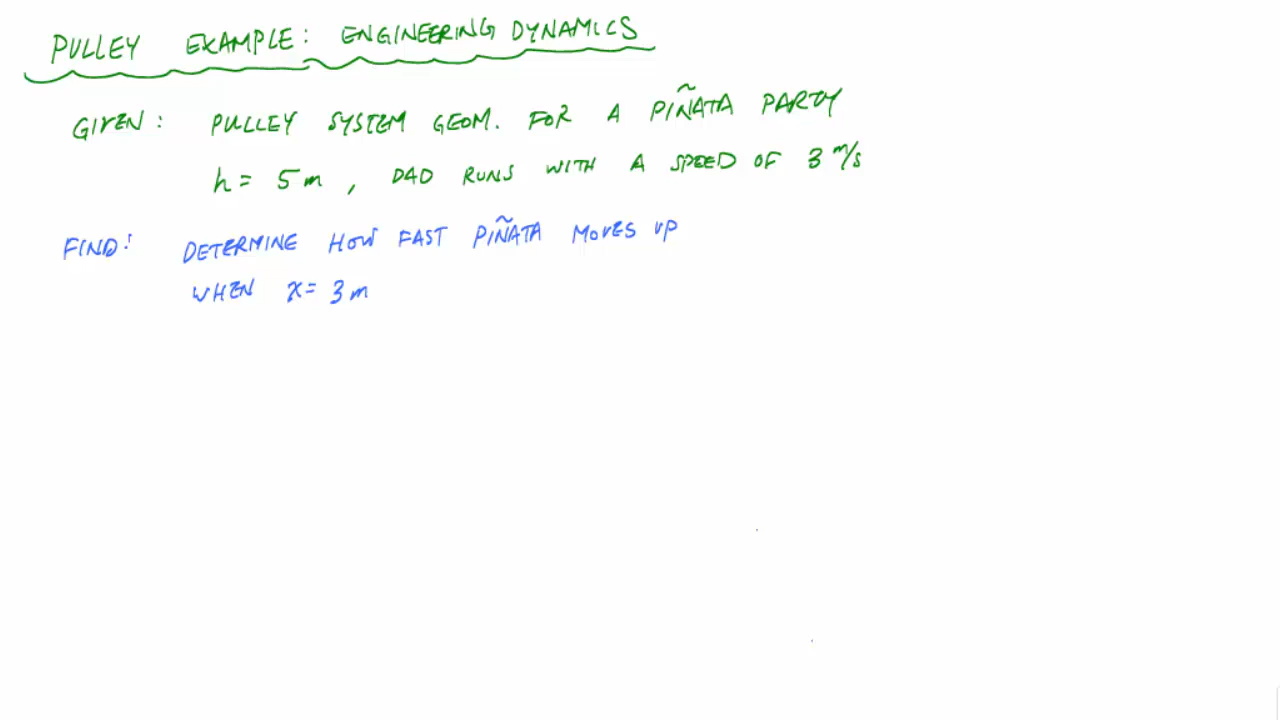 PULLEY EXAMPLE: ENGINEERING DYNAMICS
GIVEN: PULLEY SYSTEM GEOM. FOR A PIÑATA PARTY
h = 5 m, DAD RUNS WITH A SPEED OF 3 m/s
FIND: DETERMINE HOW FAST PIÑATA MOVES UP
WHEN x = 3 m